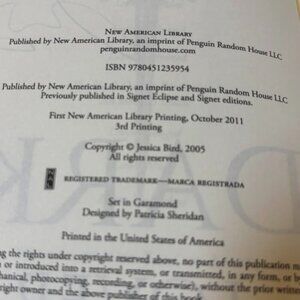 New American Library
Published by New American Library, an imprint of Penguin Random House LLC
penguinrandomhouse.com
ISBN 9780451235954
Published by New American Library, an imprint of Penguin Random House LLC
Previously published in Signet Eclipse and Signet editions.
First New American Library Printing, October 2011
3rd Printing
Copyright © Jessica Bird, 2005
All rights reserved
REGISTERED TRADEMARK—MARCA REGISTRADA
Set in Garamond
Designed by Patricia Sheridan
Printed in the United States of America
the rights under copyright reserved above, no part of this publication
or introduced into a retrieval system, or transmitted, in any form, or by
photocopying, recording, or otherwise), without the prior written
right owner and the above publisher of this book.